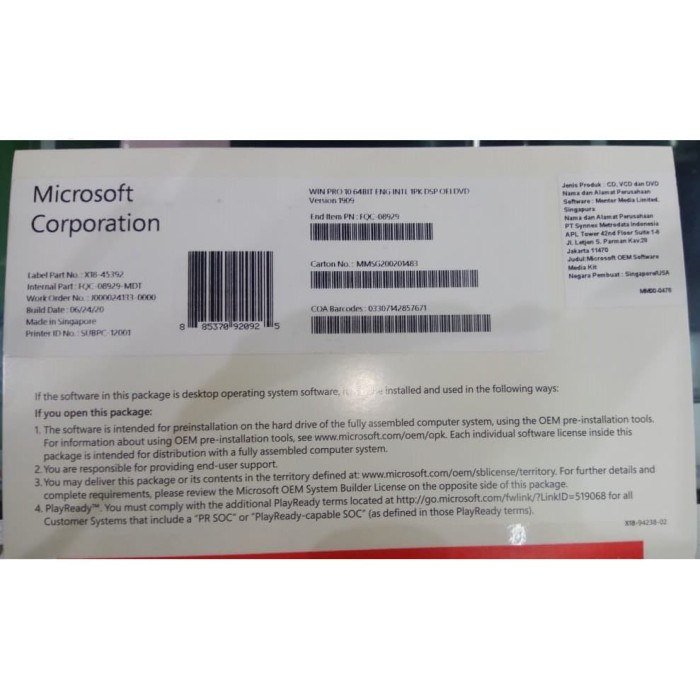 Microsoft
Corporation
Label Part No.: X18-45392
Internal Part: FQC-08929-MDT
Work Order No.: J000024133-0000
Build Date: 06/24/20
Made in Singapore
Printer ID No.: SUBPC-12001
8 85370 92092 5
WIN PRO 10 64BIT ENG INTL 1PK DSP OEI DVD
Version 1909
End Item PN: FQC-08929
Carton No.: MMSG200201483
COA Barcodes: 03307142857671
Jenis Produk : CD, VCD dan DVD
Nama dan Alamat Perusahaan
Software : Mentor Media Limited,
Singapura
Nama dan Alamat Perusahaan
PT Synnex Metrodata Indonesia
APL Tower 42nd Floor Suite 1-8
Jl. Letjen S. Parman Kav.28
Jakarta 11470
Judul:Microsoft OEM Software
Media Kit
Negara Pembuat : Singapora/USA
MM00-0476
If the software in this package is desktop operating system software, installed and used in the following ways:
If you open this package:
1. The software is intended for preinstallation on the hard drive of the fully assembled computer system, using the OEM pre-installation tools.
For information about using OEM pre-installation tools, see www.microsoft.com/oem/opk. Each individual software license inside this
package is intended for distribution with a fully assembled computer system.
2. You are responsible for providing end-user support.
3. You may deliver this package or its contents in the territory defined at: www.microsoft.com/oem/sblicense/territory. For further details and
complete requirements, please review the Microsoft OEM System Builder License on the opposite side of this package.
4. PlayReady™. You must comply with the additional PlayReady terms located at http://go.microsoft.com/fwlink/?LinkID=519068 for all
Customer Systems that include a "PR SOC" or "PlayReady-capable SOC" (as defined in those PlayReady terms).
X18-94238-02